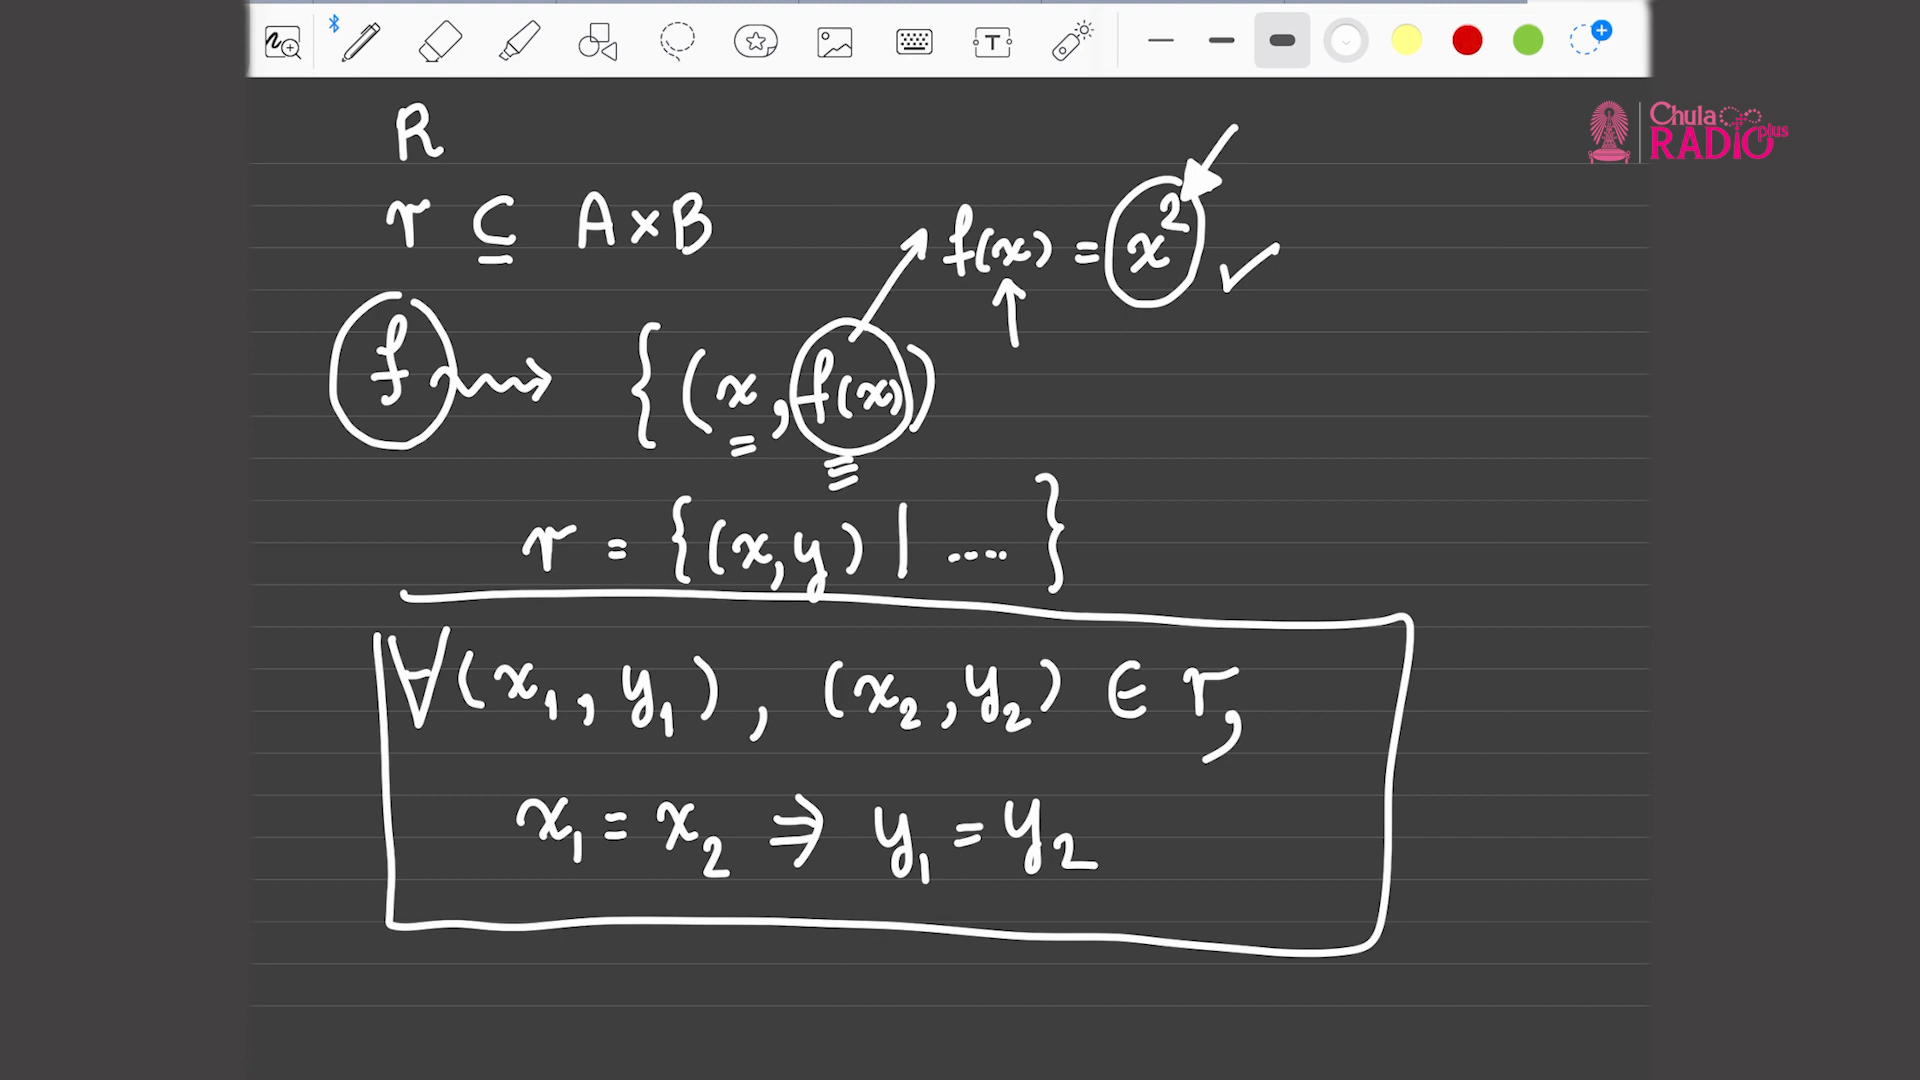 Chula
RADIO plus
T
R
r ⊆ A×B
f(x) = x²
f ⇝ {(x, f(x))
r = {(x,y) | .... }
∀(x₁, y₁), (x₂, y₂) ∈ r,
x₁ = x₂ ⇒ y₁ = y₂